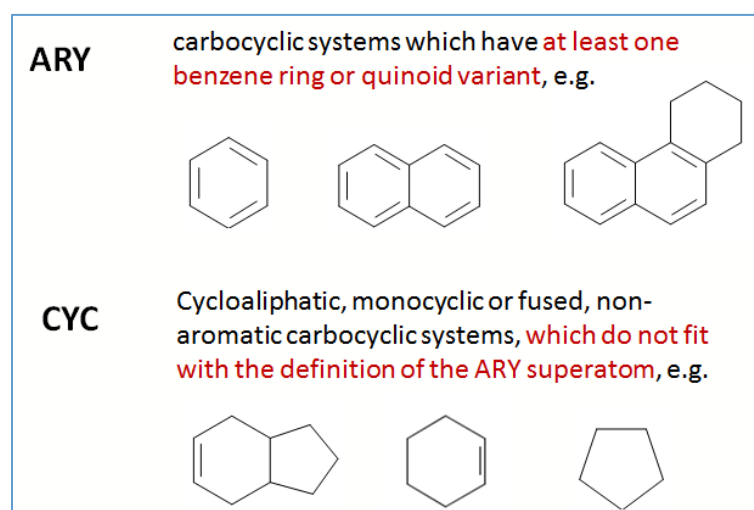 ARY
carbocyclic systems which have at least one
benzene ring or quinoid variant, e.g.
CYC
Cycloaliphatic, monocyclic or fused, non-
aromatic carbocyclic systems, which do not fit
with the definition of the ARY superatom, e.g.